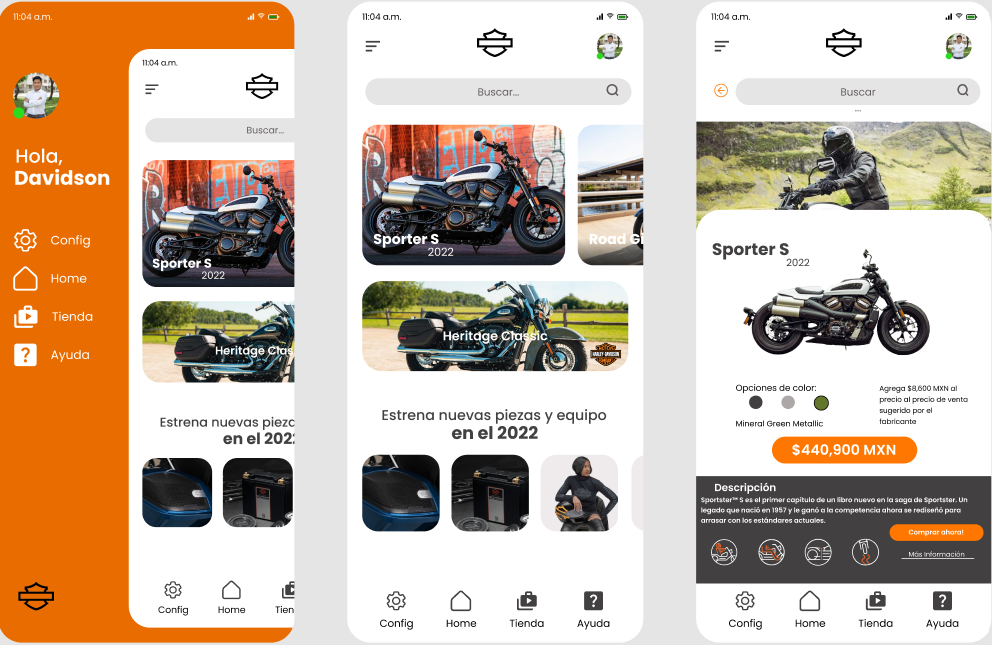 11:04 a.m.
Hola,
Davidson
Config
Home
Tienda
Ayuda
11:04 a.m.
Buscar...
Sporter S
2022
Heritage Clas
Estrena nuevas pieza
en el 2022
Config
Home
Tien
11:04 a.m.
Buscar...
Sporter S
2022
Road Gl
Heritage Classic
HARLEY-DAVIDSON
Estrena nuevas piezas y equipo
en el 2022
Config
Home
Tienda
Ayuda
11:04 a.m.
Buscar
...
Sporter S
2022
Opciones de color:
Mineral Green Metallic
Agrega $8,600 MXN al
precio al precio de venta
sugerido por el
fabricante
$440,900 MXN
Descripción
Sportster™ S es el primer capítulo de un libro nuevo en la saga de Sportster. Un
legado que nació en 1957 y le ganó a la competencia ahora se rediseñó para
arrasar con los estándares actuales.
Comprar ahora!
Más Información
Config
Home
Tienda
Ayuda